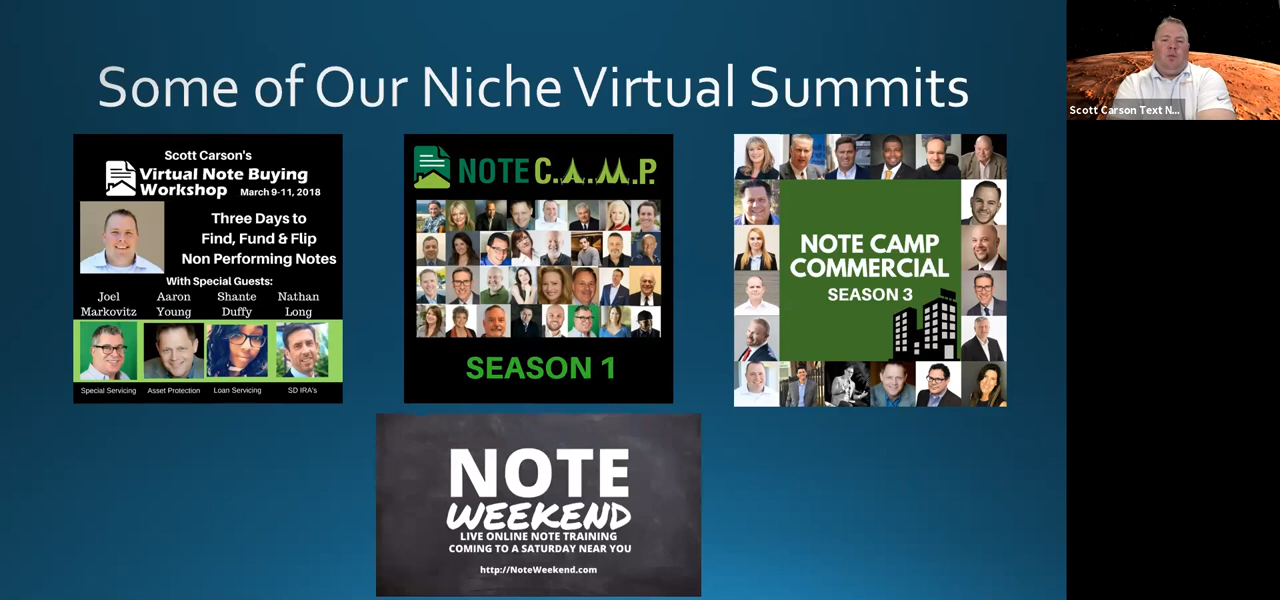 Some of Our Niche Virtual Summits
Scott Carson's
Virtual Note Buying
Workshop March 9-11, 2018
Three Days to
Find, Fund & Flip
Non Performing Notes
With Special Guests:
Joel Aaron Shante Nathan
Markovitz Young Duffy Long
Special Servicing Asset Protection Loan Servicing SD IRA's
NOTE C.A.M.P.
SEASON 1
NOTE CAMP
COMMERCIAL
SEASON 3
NOTE
WEEKEND
LIVE ONLINE NOTE TRAINING
COMING TO A SATURDAY NEAR YOU
http://NoteWeekend.com
Scott Carson Text N...